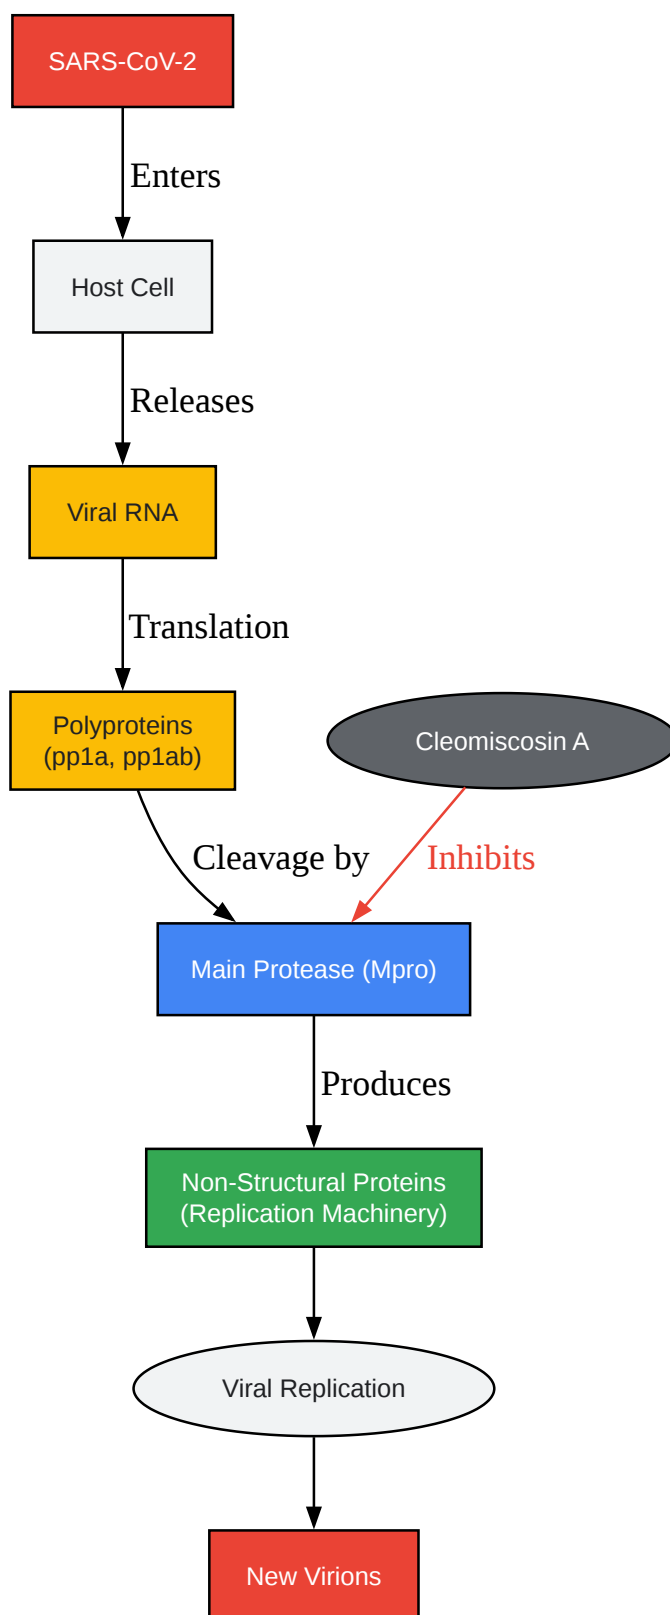 SARS-CoV-2
Enters
Host Cell
Releases
Viral RNA
Translation
Polyproteins
(pp1a, pp1ab)
Cleomiscosin A
Cleavage by
Inhibits
Main Protease (Mpro)
Produces
Non-Structural Proteins
(Replication Machinery)
Viral Replication
New Virions